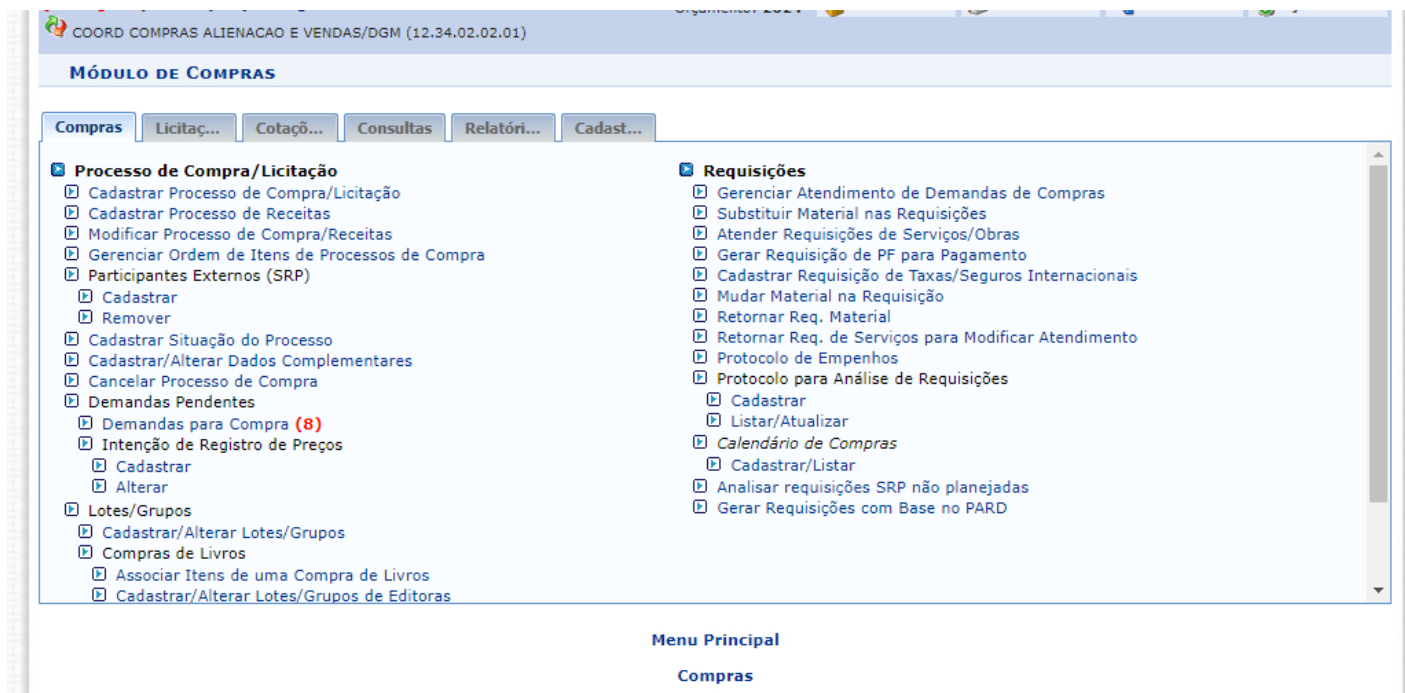 Orçamento: 2024
COORD COMPRAS ALIENACAO E VENDAS/DGM (12.34.02.02.01)
MÓDULO DE COMPRAS
Compras Licitaç... Cotaçõ... Consultas Relatóri... Cadast...
Processo de Compra/Licitação
Cadastrar Processo de Compra/Licitação
Cadastrar Processo de Receitas
Modificar Processo de Compra/Receitas
Gerenciar Ordem de Itens de Processos de Compra
Participantes Externos (SRP)
Cadastrar
Remover
Cadastrar Situação do Processo
Cadastrar/Alterar Dados Complementares
Cancelar Processo de Compra
Demandas Pendentes
Demandas para Compra (8)
Intenção de Registro de Preços
Cadastrar
Alterar
Lotes/Grupos
Cadastrar/Alterar Lotes/Grupos
Compras de Livros
Associar Itens de uma Compra de Livros
Cadastrar/Alterar Lotes/Grupos de Editoras
Requisições
Gerenciar Atendimento de Demandas de Compras
Substituir Material nas Requisições
Atender Requisições de Serviços/Obras
Gerar Requisição de PF para Pagamento
Cadastrar Requisição de Taxas/Seguros Internacionais
Mudar Material na Requisição
Retornar Req. Material
Retornar Req. de Serviços para Modificar Atendimento
Protocolo de Empenhos
Protocolo para Análise de Requisições
Cadastrar
Listar/Atualizar
Calendário de Compras
Cadastrar/Listar
Analisar requisições SRP não planejadas
Gerar Requisições com Base no PARD
Menu Principal
Compras